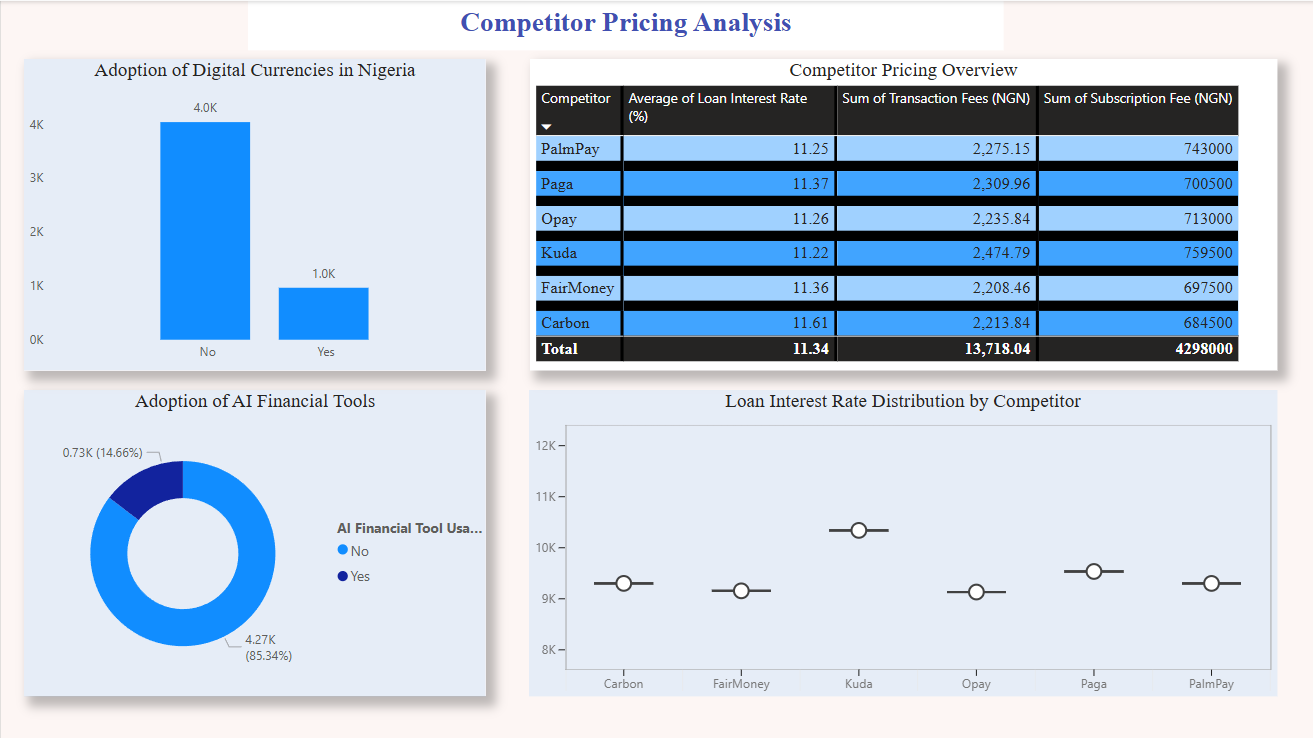 Competitor Pricing Analysis
Adoption of Digital Currencies in Nigeria
4.0K
4K
3K
2K
1.0K
1K
0K
No Yes
Competitor Pricing Overview
Competitor Average of Loan Interest Rate (%) Sum of Transaction Fees (NGN) Sum of Subscription Fee (NGN)
PalmPay 11.25 2,275.15 743000
Paga 11.37 2,309.96 700500
Opay 11.26 2,235.84 713000
Kuda 11.22 2,474.79 759500
FairMoney 11.36 2,208.46 697500
Carbon 11.61 2,213.84 684500
Total 11.34 13,718.04 4298000
Adoption of AI Financial Tools
0.73K (14.66%)
AI Financial Tool Usa...
No
Yes
4.27K
(85.34%)
Loan Interest Rate Distribution by Competitor
12K
11K
10K
9K
8K
Carbon FairMoney Kuda Opay Paga PalmPay